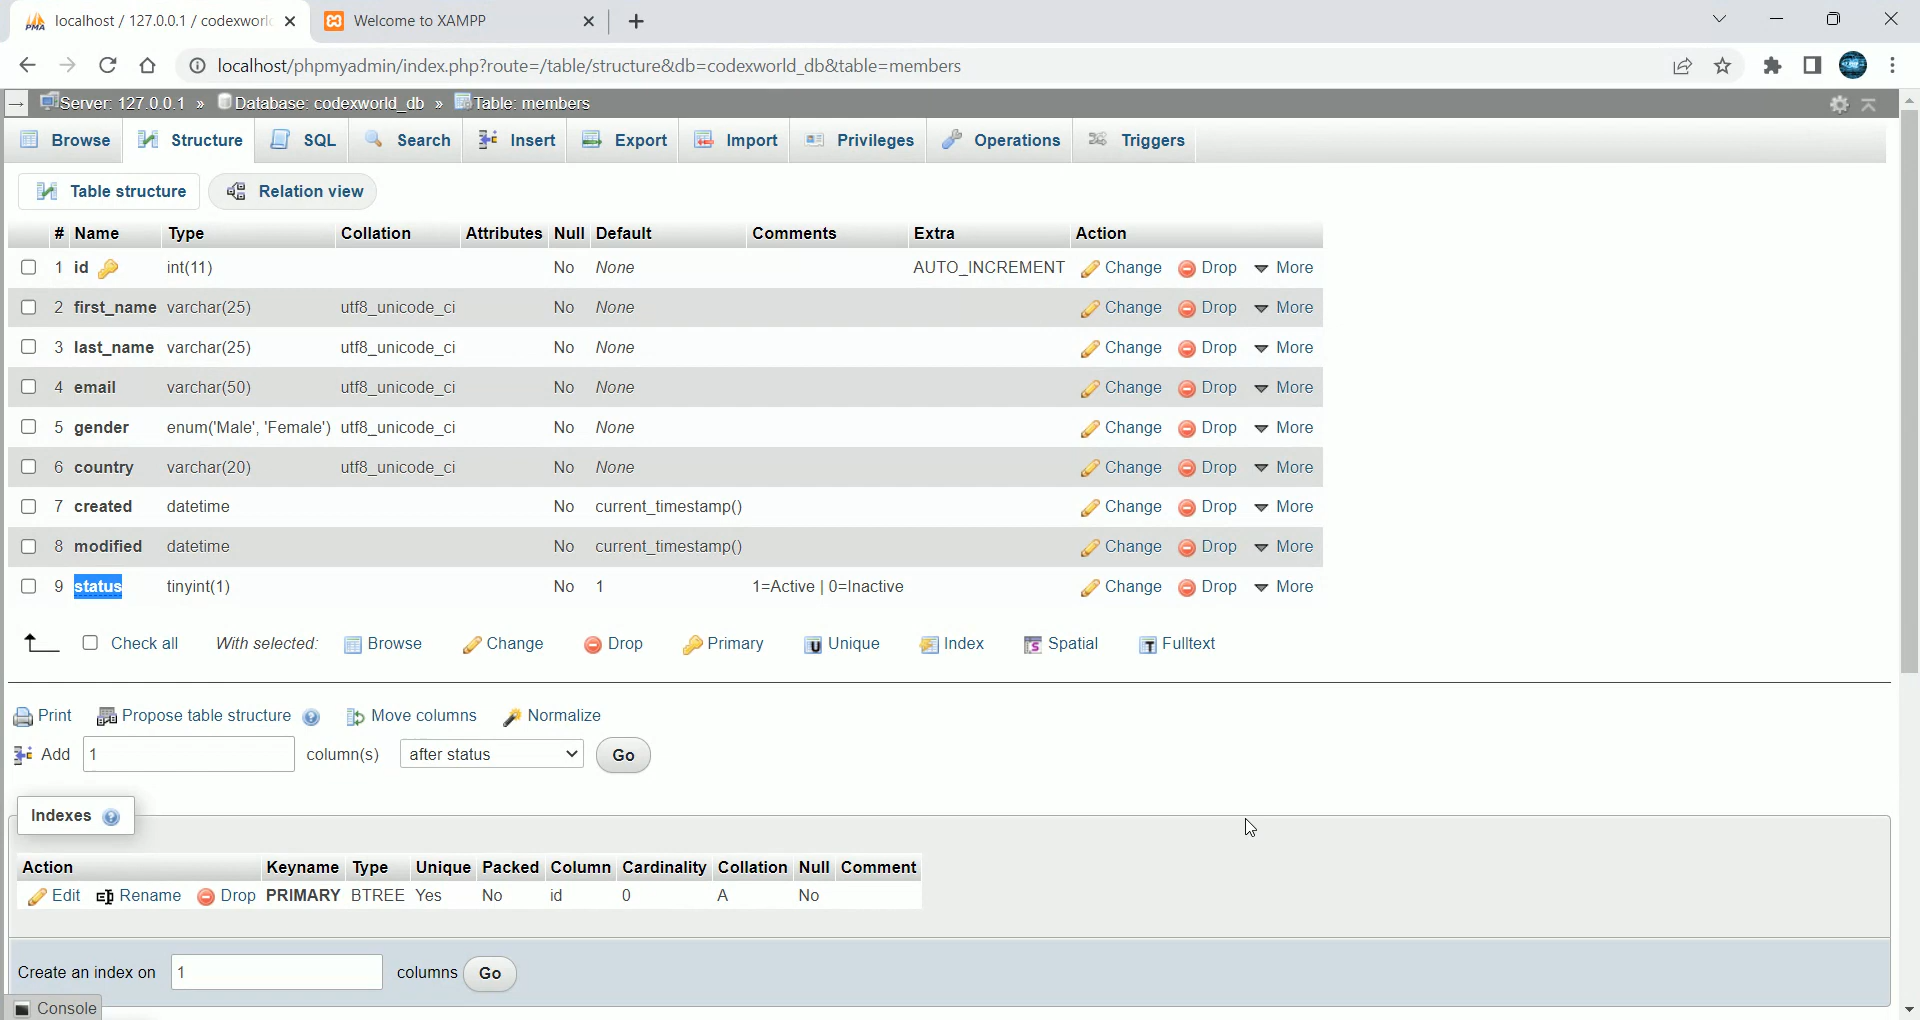 localhost / 127.0.0.1 / codexworl
Welcome to XAMPP
localhost/phpmyadmin/index.php?route=/table/structure&db=codexworld_db&table=members
Server: 127.0.0.1 » Database: codexworld_db » Table: members
Browse Structure SQL Search Insert Export Import Privileges Operations Triggers
Table structure Relation view
# Name Type Collation Attributes Null Default Comments Extra Action
1 id int(11) No None AUTO_INCREMENT Change Drop More
2 first_name varchar(25) utf8_unicode_ci No None Change Drop More
3 last_name varchar(25) utf8_unicode_ci No None Change Drop More
4 email varchar(50) utf8_unicode_ci No None Change Drop More
5 gender enum('Male', 'Female') utf8_unicode_ci No None Change Drop More
6 country varchar(20) utf8_unicode_ci No None Change Drop More
7 created datetime No current_timestamp() Change Drop More
8 modified datetime No current_timestamp() Change Drop More
9 status tinyint(1) No 1 1=Active | 0=Inactive Change Drop More
Check all With selected: Browse Change Drop Primary Unique Index Spatial Fulltext
Print Propose table structure Move columns Normalize
Add 1 column(s) after status Go
Indexes
Action Keyname Type Unique Packed Column Cardinality Collation Null Comment
Edit Rename Drop PRIMARY BTREE Yes No id 0 A No
Create an index on 1 columns Go
Console